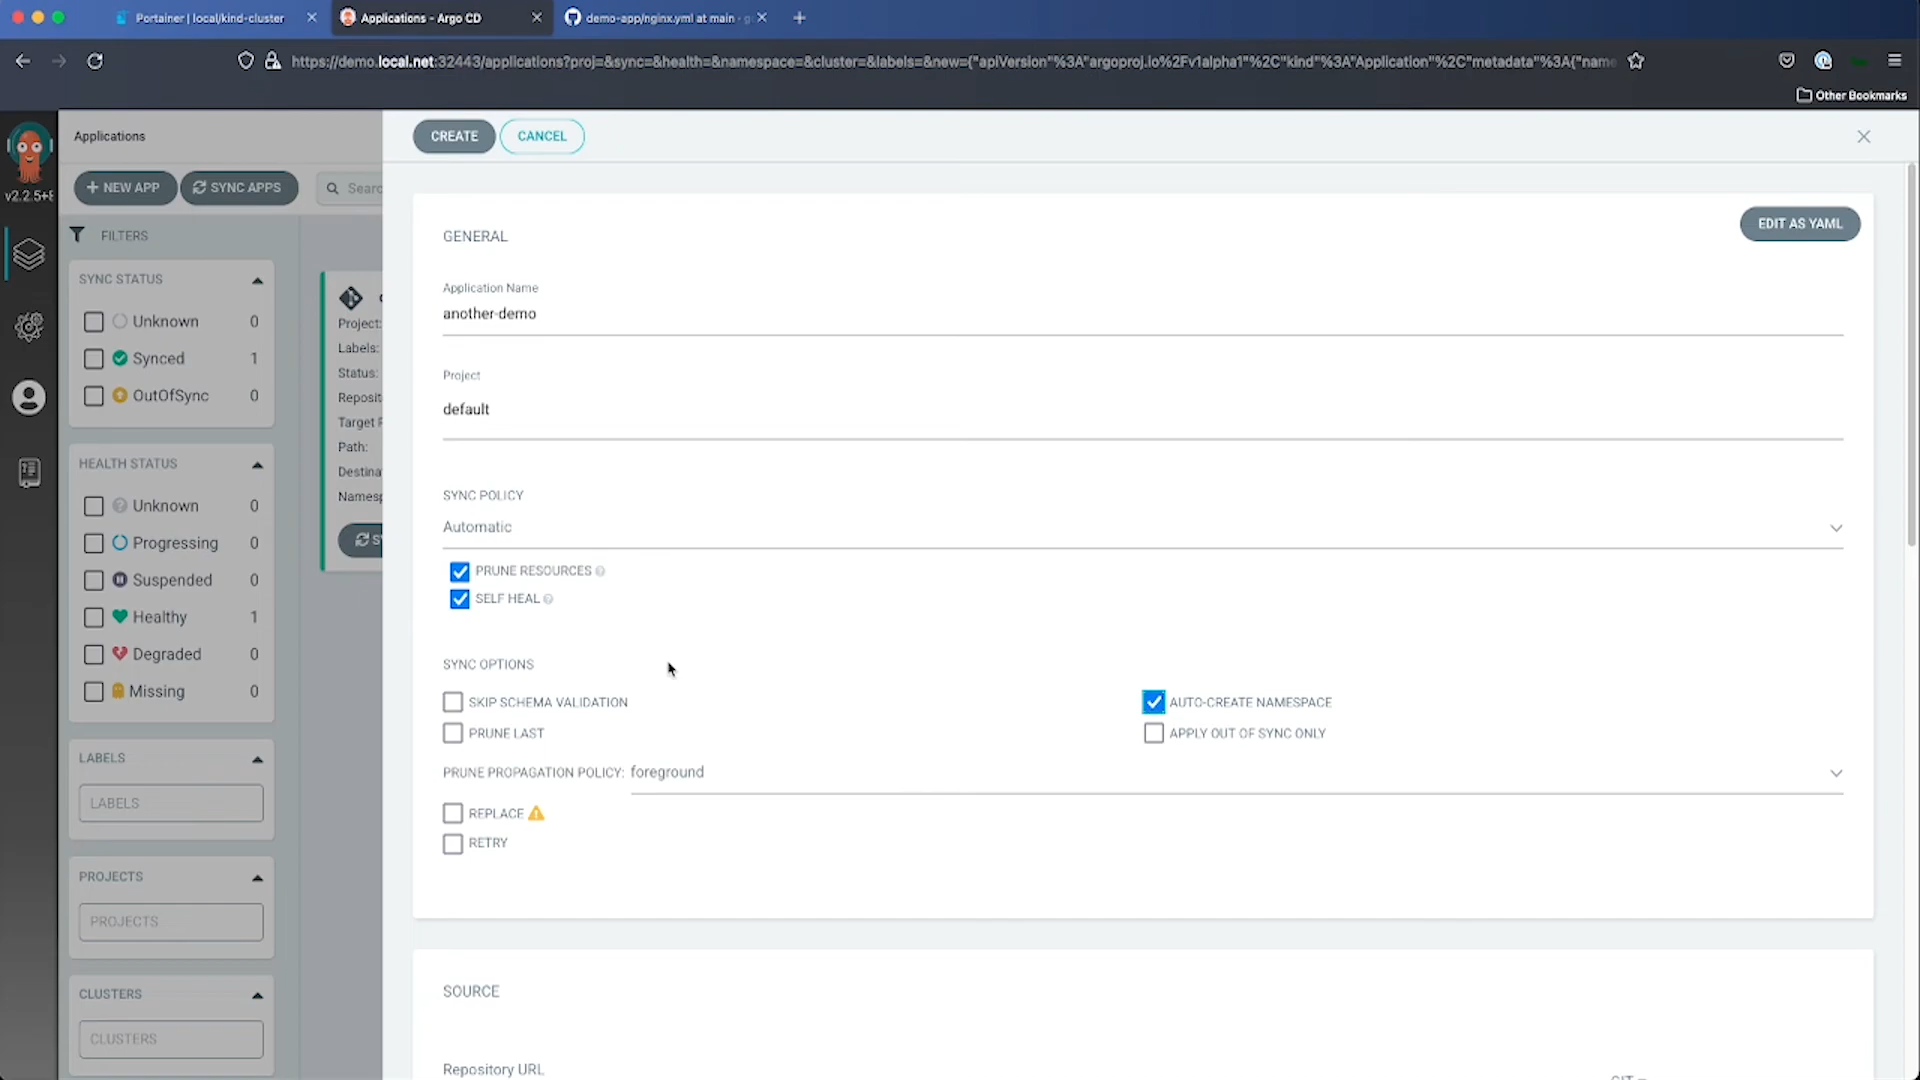 Portainer | local/kind-cluster
Applications - Argo CD
demo-app/nginx.yml at main
https://demo.local.net:32443/applications?proj=&sync=&health=&namespace=&cluster=&labels=&new={"apiVersion"%3A"argoproj.io%2Fv1alpha1"%2C"kind"%3A"Application"%2C"metadata"%3A{"name
Other Bookmarks
Applications
CREATE
CANCEL
v2.2.5+
NEW APP
SYNC APPS
Searc
FILTERS
SYNC STATUS
Unknown 0
Synced 1
OutOfSync 0
HEALTH STATUS
Unknown 0
Progressing 0
Suspended 0
Healthy 1
Degraded 0
Missing 0
LABELS
LABELS
PROJECTS
PROJECTS
CLUSTERS
CLUSTERS
Project:
Labels:
Status:
Reposit
Target
Path:
Destina
Namesp
EDIT AS YAML
GENERAL
Application Name
another-demo
Project
default
SYNC POLICY
Automatic
PRUNE RESOURCES
SELF HEAL
SYNC OPTIONS
SKIP SCHEMA VALIDATION
AUTO-CREATE NAMESPACE
PRUNE LAST
APPLY OUT OF SYNC ONLY
PRUNE PROPAGATION POLICY: foreground
REPLACE
RETRY
SOURCE
Repository URL